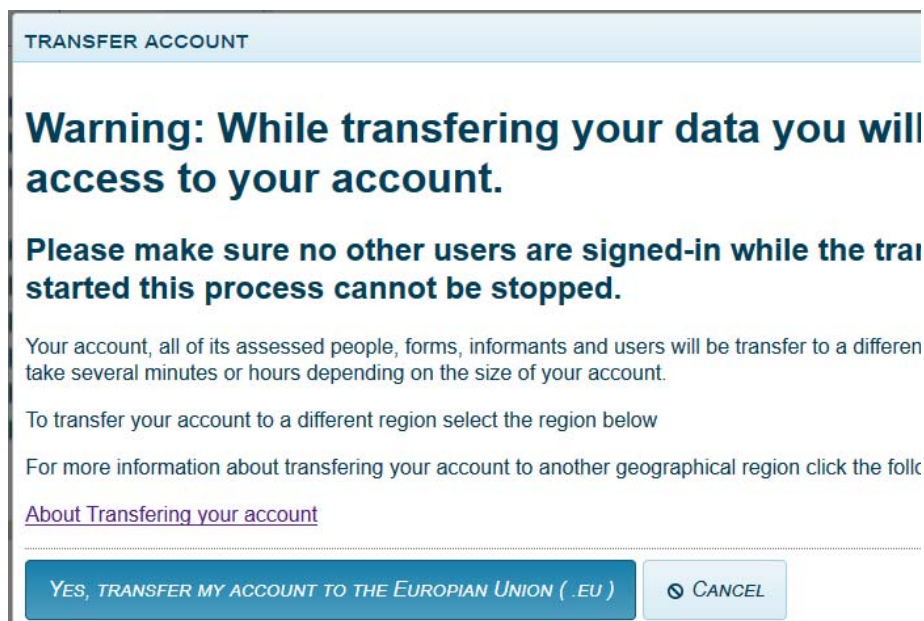 TRANSFER ACCOUNT
Warning: While transfering your data you will
access to your account.
Please make sure no other users are signed-in while the
started this process cannot be stopped.
Your account, all of its assessed people, forms, informants and users will be transfer to a
take several minutes or hours depending on the size of your account.
To transfer your account to a different region select the region below
For more information about transfering your account to another geographical region click the
About Transfering your account
YES, TRANSFER MY ACCOUNT TO THE EUROPIAN UNION ( .EU )
CANCEL